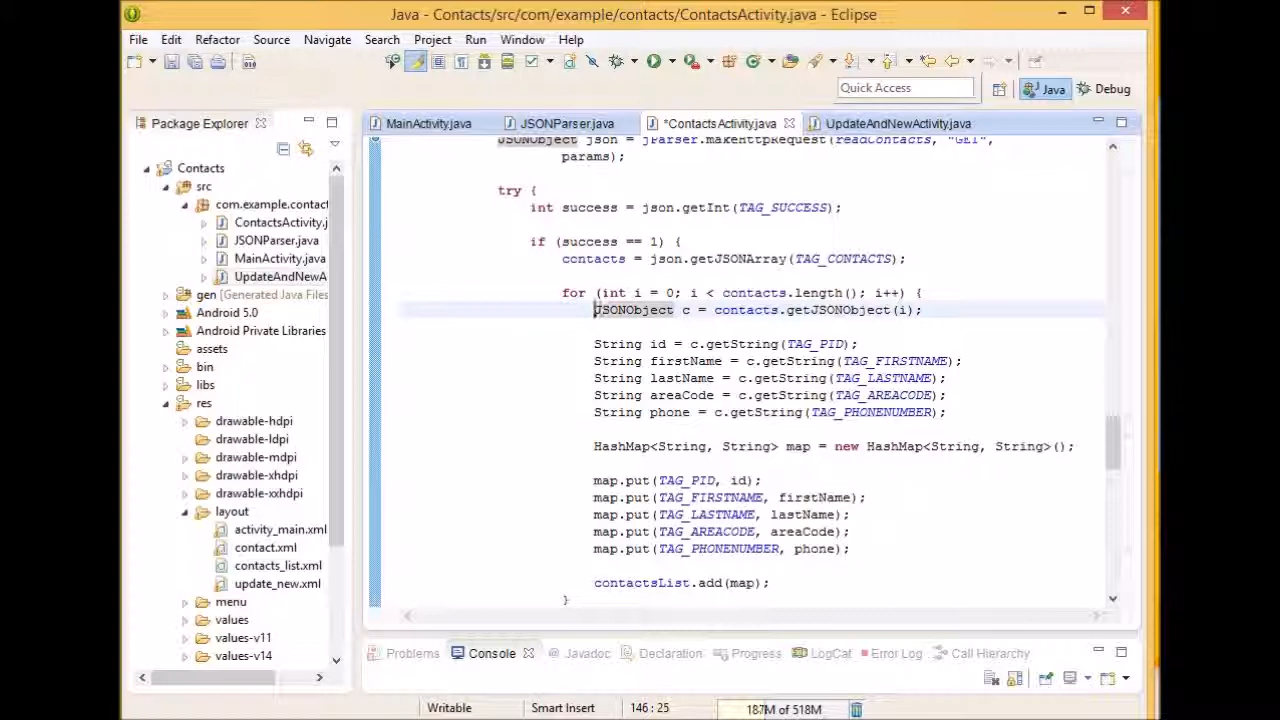 Java - Contacts/src/com/example/contacts/ContactsActivity.java - Eclipse
File Edit Refactor Source Navigate Search Project Run Window Help
Quick Access
Java
Debug
Package Explorer
MainActivity.java
JSONParser.java
*ContactsActivity.java
UpdateAndNewActivity.java
Contacts
src
com.example.contact
ContactsActivity.j
JSONParser.java
MainActivity.java
UpdateAndNewA
gen [Generated Java Files
Android 5.0
Android Private Libraries
assets
bin
libs
res
drawable-hdpi
drawable-ldpi
drawable-mdpi
drawable-xhdpi
drawable-xxhdpi
layout
activity_main.xml
contact.xml
contacts_list.xml
update_new.xml
menu
values
values-v11
values-v14
JSONObject json = jParser.makeHttpRequest(readContacts, "GET",
params);
try {
int success = json.getInt(TAG_SUCCESS);
if (success == 1) {
contacts = json.getJSONArray(TAG_CONTACTS);
for (int i = 0; i < contacts.length(); i++) {
JSONObject c = contacts.getJSONObject(i);
String id = c.getString(TAG_PID);
String firstName = c.getString(TAG_FIRSTNAME);
String lastName = c.getString(TAG_LASTNAME);
String areaCode = c.getString(TAG_AREACODE);
String phone = c.getString(TAG_PHONENUMBER);
HashMap<String, String> map = new HashMap<String, String>();
map.put(TAG_PID, id);
map.put(TAG_FIRSTNAME, firstName);
map.put(TAG_LASTNAME, lastName);
map.put(TAG_AREACODE, areaCode);
map.put(TAG_PHONENUMBER, phone);
contactsList.add(map);
}
Problems
Console
Javadoc
Declaration
Progress
LogCat
Error Log
Call Hierarchy
Writable
Smart Insert
146 : 25
187M of 518M